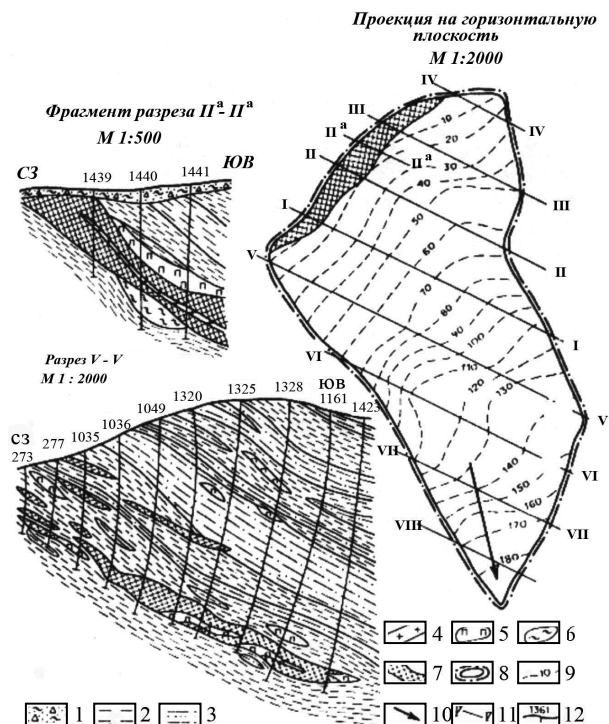 Проекция на горизонтальную
плоскость
М 1:2000
Фрагмент разреза IIª - IIª
М 1:500
СЗ
ЮВ
1439 1440 1441
Разрез V - V
М 1 : 2000
СЗ
ЮВ
273 277 1035 1036 1049 1320 1325 1328 1161 1423
IV
IV
III
III
IIª
IIª
II
II
I
I
V
V
VI
VI
VII
VII
VIII
10
20
30
40
50
60
70
80
90
100
110
120
130
140
150
160
170
180
4 5 6
7 8 10 9
1 2 3 10 11 1361 12